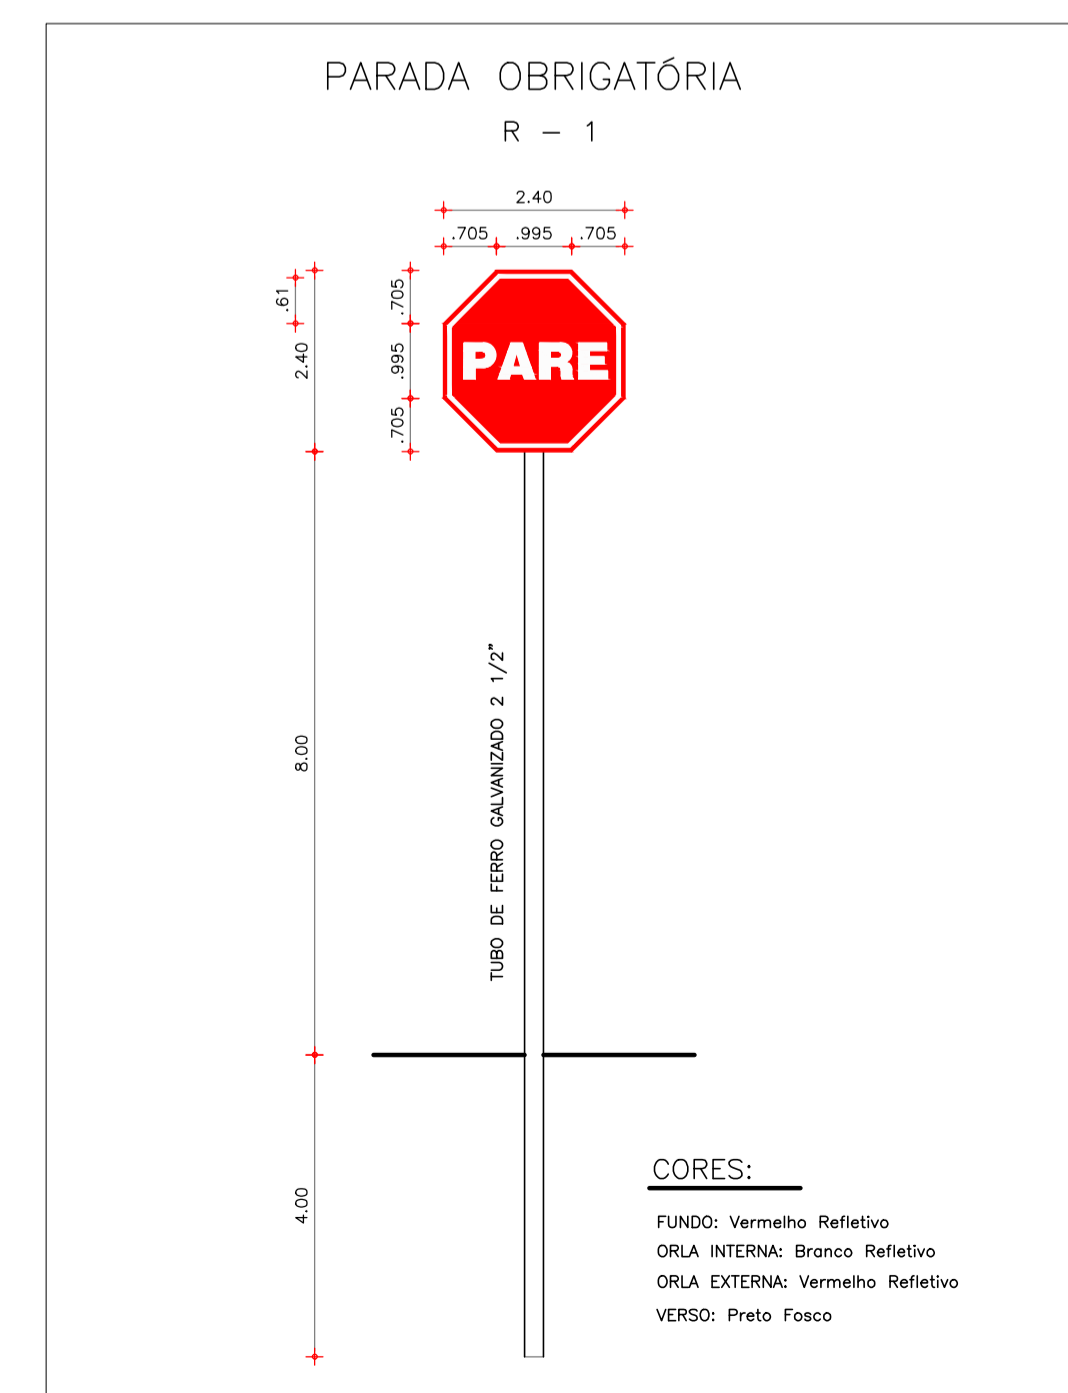 PARADA OBRIGATÓRIA
R - 1
2.40
.705 .995 .705
.61
2.40
.705
.995
.705
PARE
TUBO DE FERRO GALVANIZADO 2 1/2"
8.00
4.00
CORES:
FUNDO: Vermelho Refletivo
ORLA INTERNA: Branco Refletivo
ORLA EXTERNA: Vermelho Refletivo
VERSO: Preto Fosco